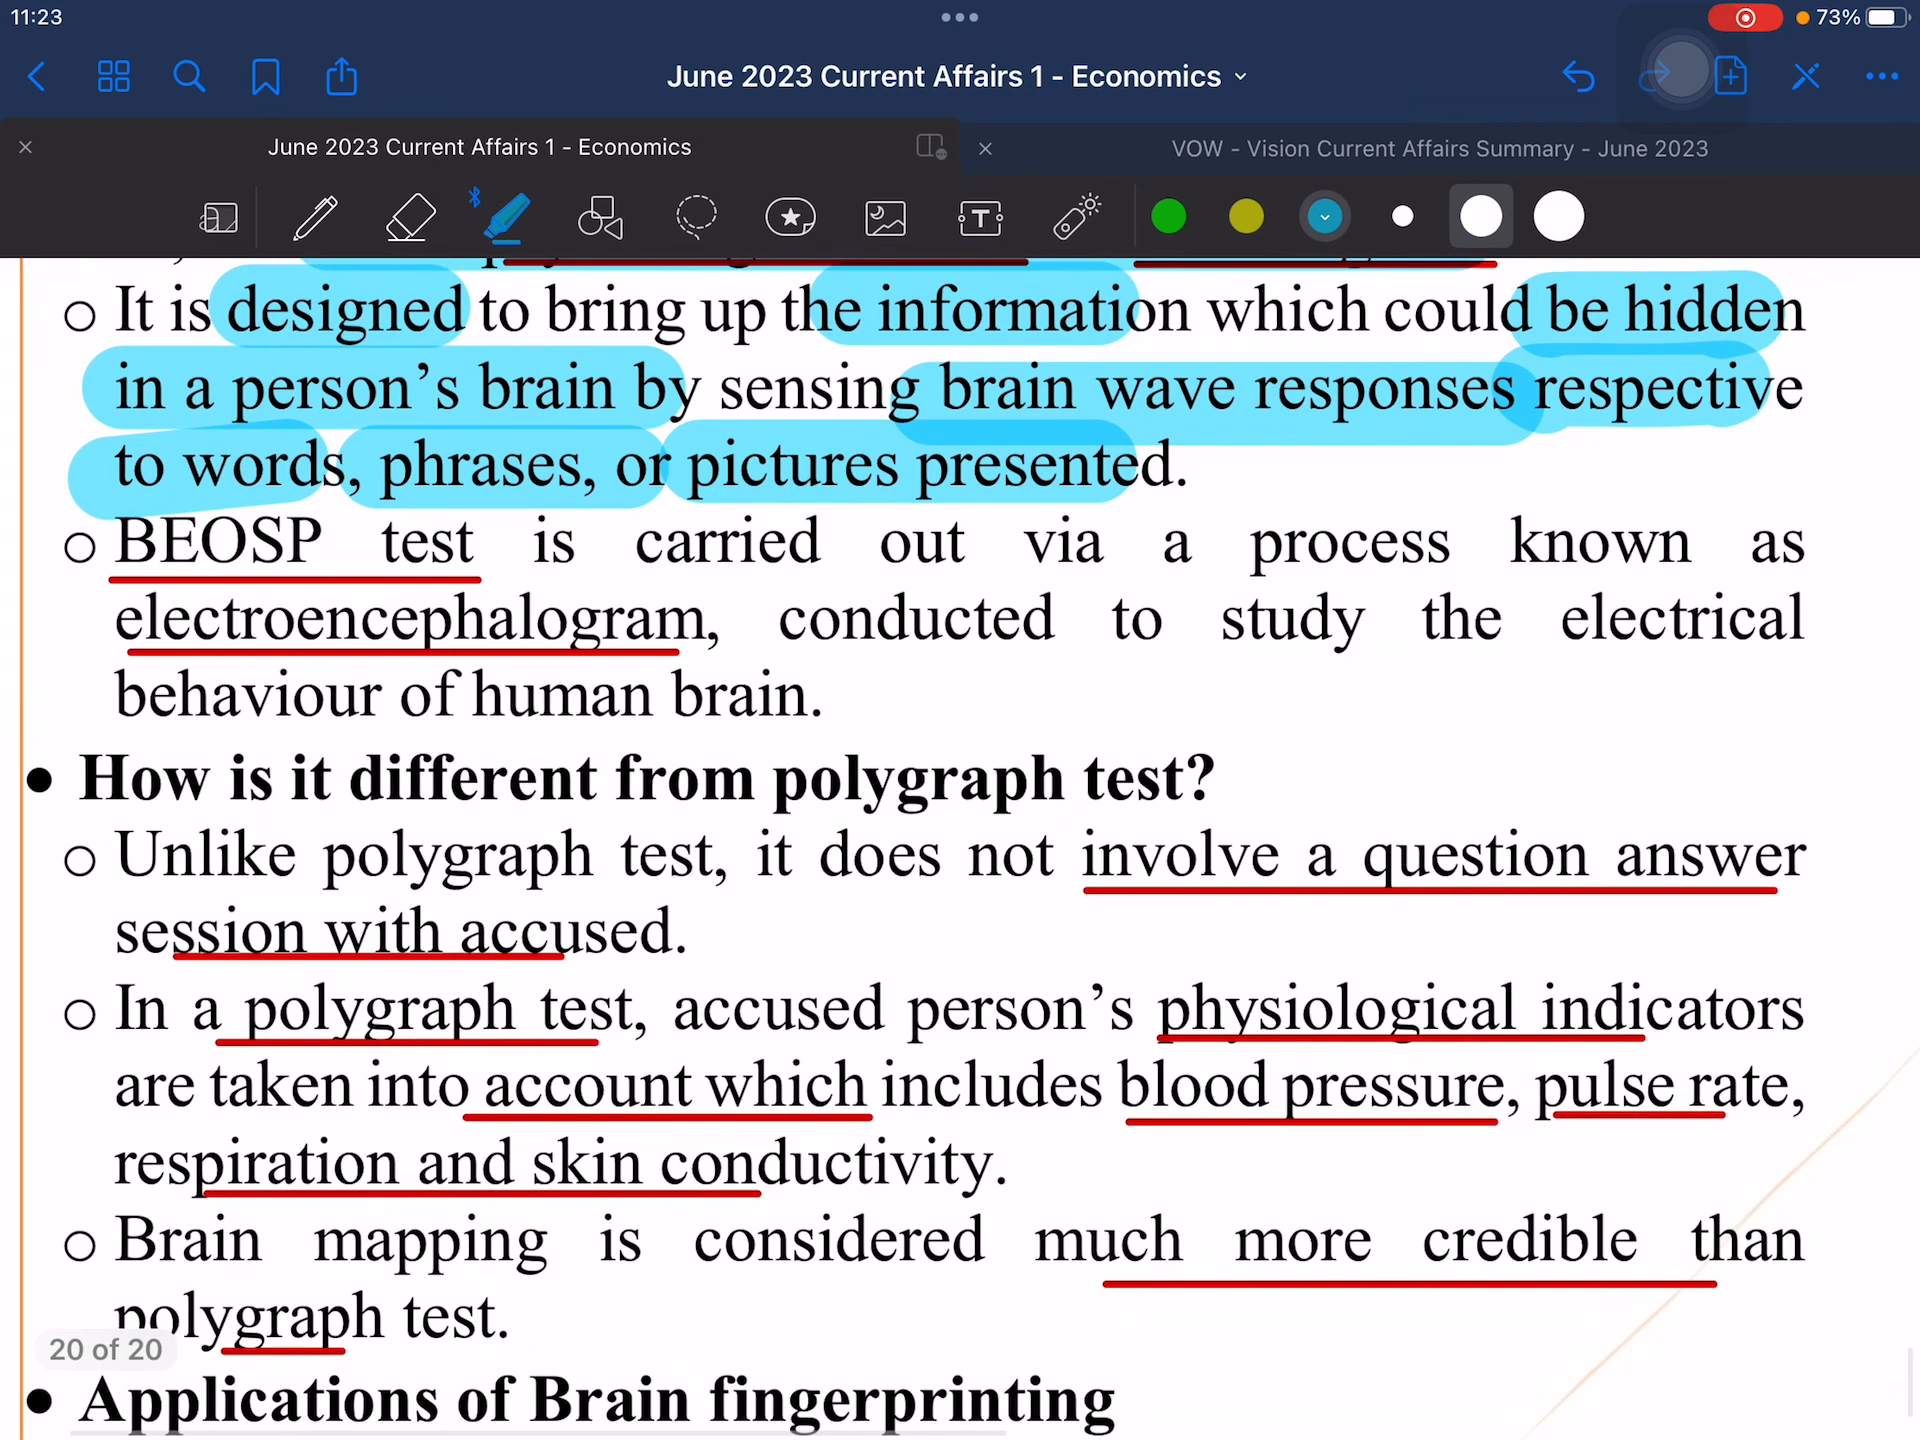 11:23
73%
June 2023 Current Affairs 1 - Economics
June 2023 Current Affairs 1 - Economics
VOW - Vision Current Affairs Summary - June 2023
o It is designed to bring up the information which could be hidden
in a person’s brain by sensing brain wave responses respective
to words, phrases, or pictures presented.
o BEOSP test is carried out via a process known as
electroencephalogram, conducted to study the electrical
behaviour of human brain.
• How is it different from polygraph test?
o Unlike polygraph test, it does not involve a question answer
session with accused.
o In a polygraph test, accused person’s physiological indicators
are taken into account which includes blood pressure, pulse rate,
respiration and skin conductivity.
o Brain mapping is considered much more credible than
polygraph test.
20 of 20
• Applications of Brain fingerprinting